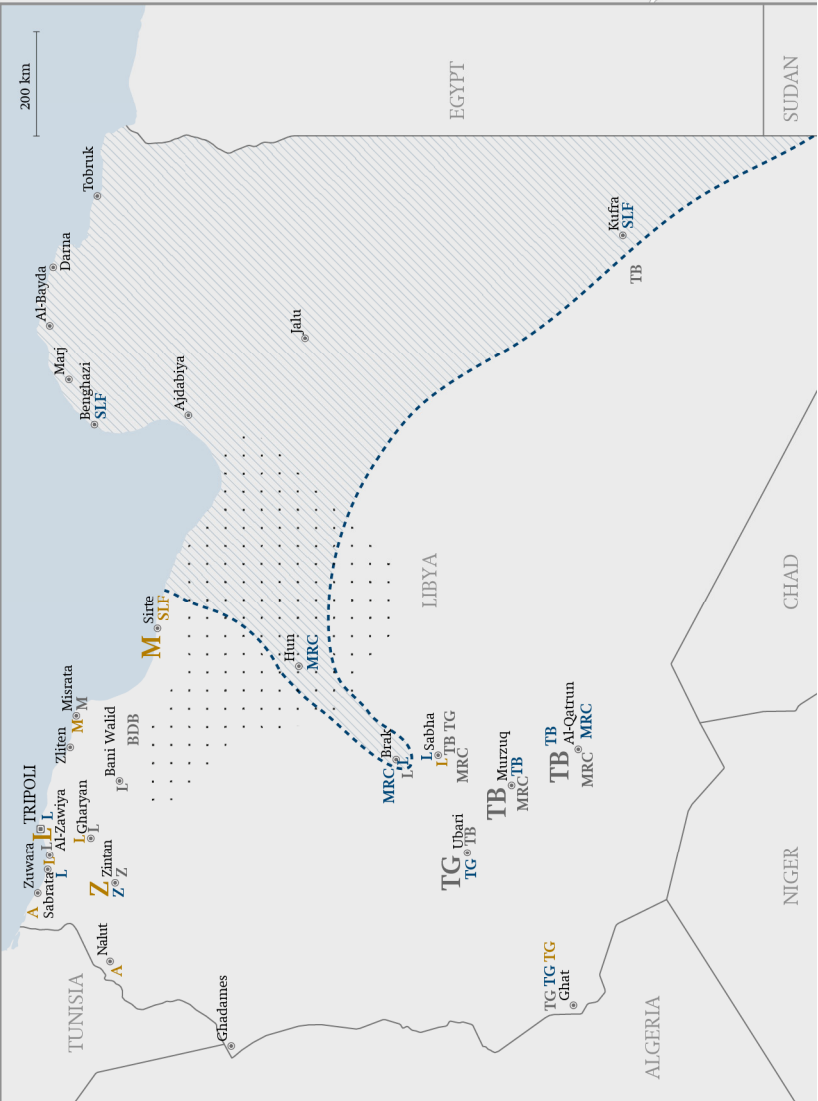 200 km
A
Zuwara
TRIPOLI
Sabrata
L
L
L
L
Al-Zawiya
L
Al-Bayda
Marj
Darna
Zliten
Misrata
M
M
L
Gharyan
L
Benghazi
SLF
Tobruk
TUNISIA
Nalut
A
Z
Zintan
Z
Z
Bani Walid
L
BDB
M
Sirte
SLF
Ajdabiya
Ghadames
Hun
MRC
Jalu
Brak
MRC
L
L
L
Sabha
L
TB TG
MRC
LIBYA
EGYPT
TG
Ubari
TG
TB
TB
Murzuq
MRC
TB
TG TG TG
Ghat
TB
TB
Al-Qatrun
MRC
MRC
Kufra
SLF
TB
ALGERIA
NIGER
CHAD
SUDAN